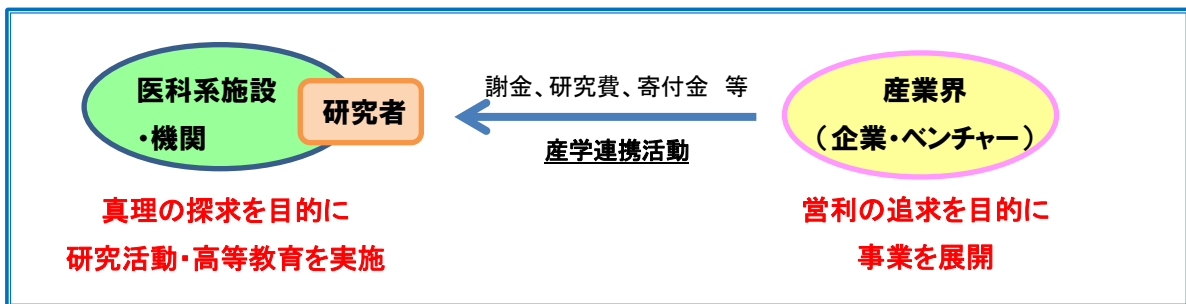 医科系施設
・機関
研究者
謝金、研究費、寄付金　等
産学連携活動
産業界
（企業・ベンチャー）
真理の探求を目的に
研究活動・高等教育を実施
営利の追求を目的に
事業を展開